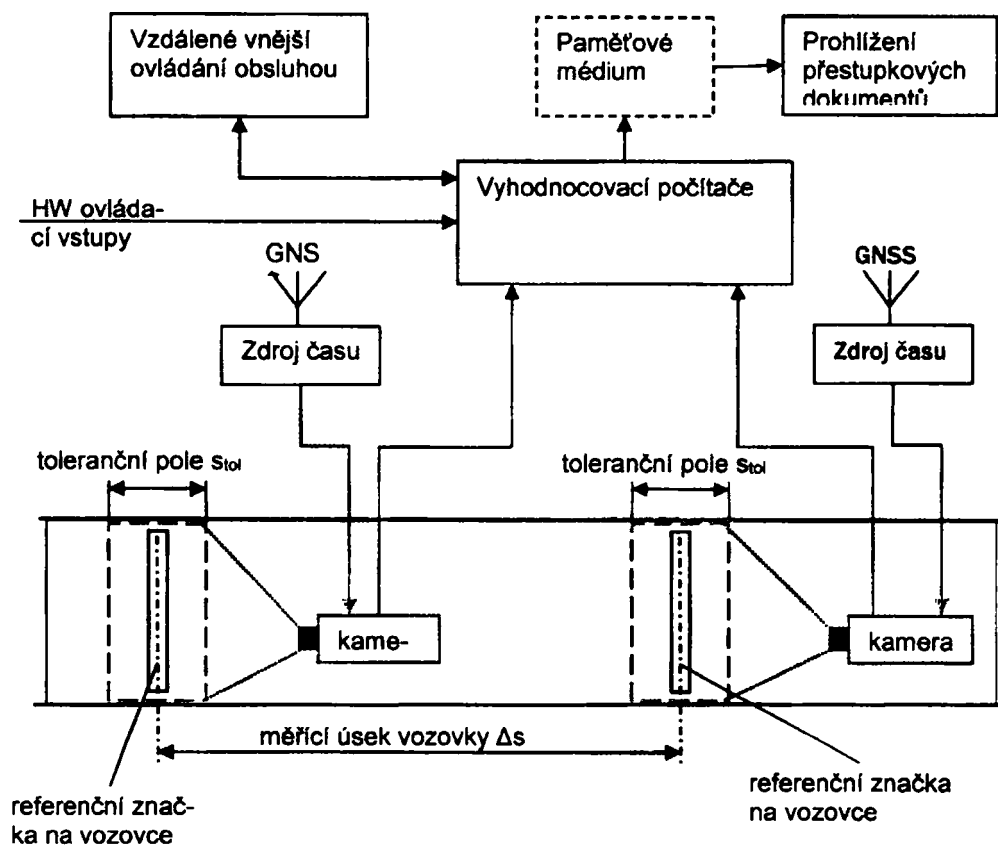 Vzdálené vnější
ovládání obsluhou
Paměťové
médium
Prohlížení
přestupkových
dokumentů
Vyhodnocovací počítače
HW ovláda-
cí vstupy
GNS
GNSS
Zdroj času
Zdroj času
toleranční pole stol
toleranční pole stol
kame-
kamera
měřící úsek vozovky Δs
referenční znač-
ka na vozovce
referenční značka
na vozovce